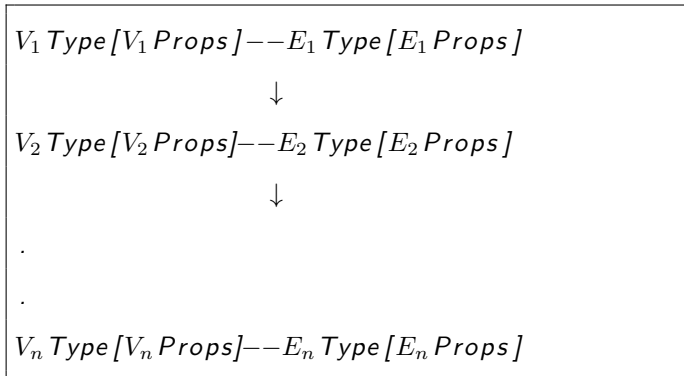 V₁ Type[V₁ Props]−−E₁ Type[E₁ Props]
↓
V₂ Type[V₂ Props]−−E₂ Type[E₂ Props]
↓
.
.
Vₙ Type[Vₙ Props]−−Eₙ Type[Eₙ Props]